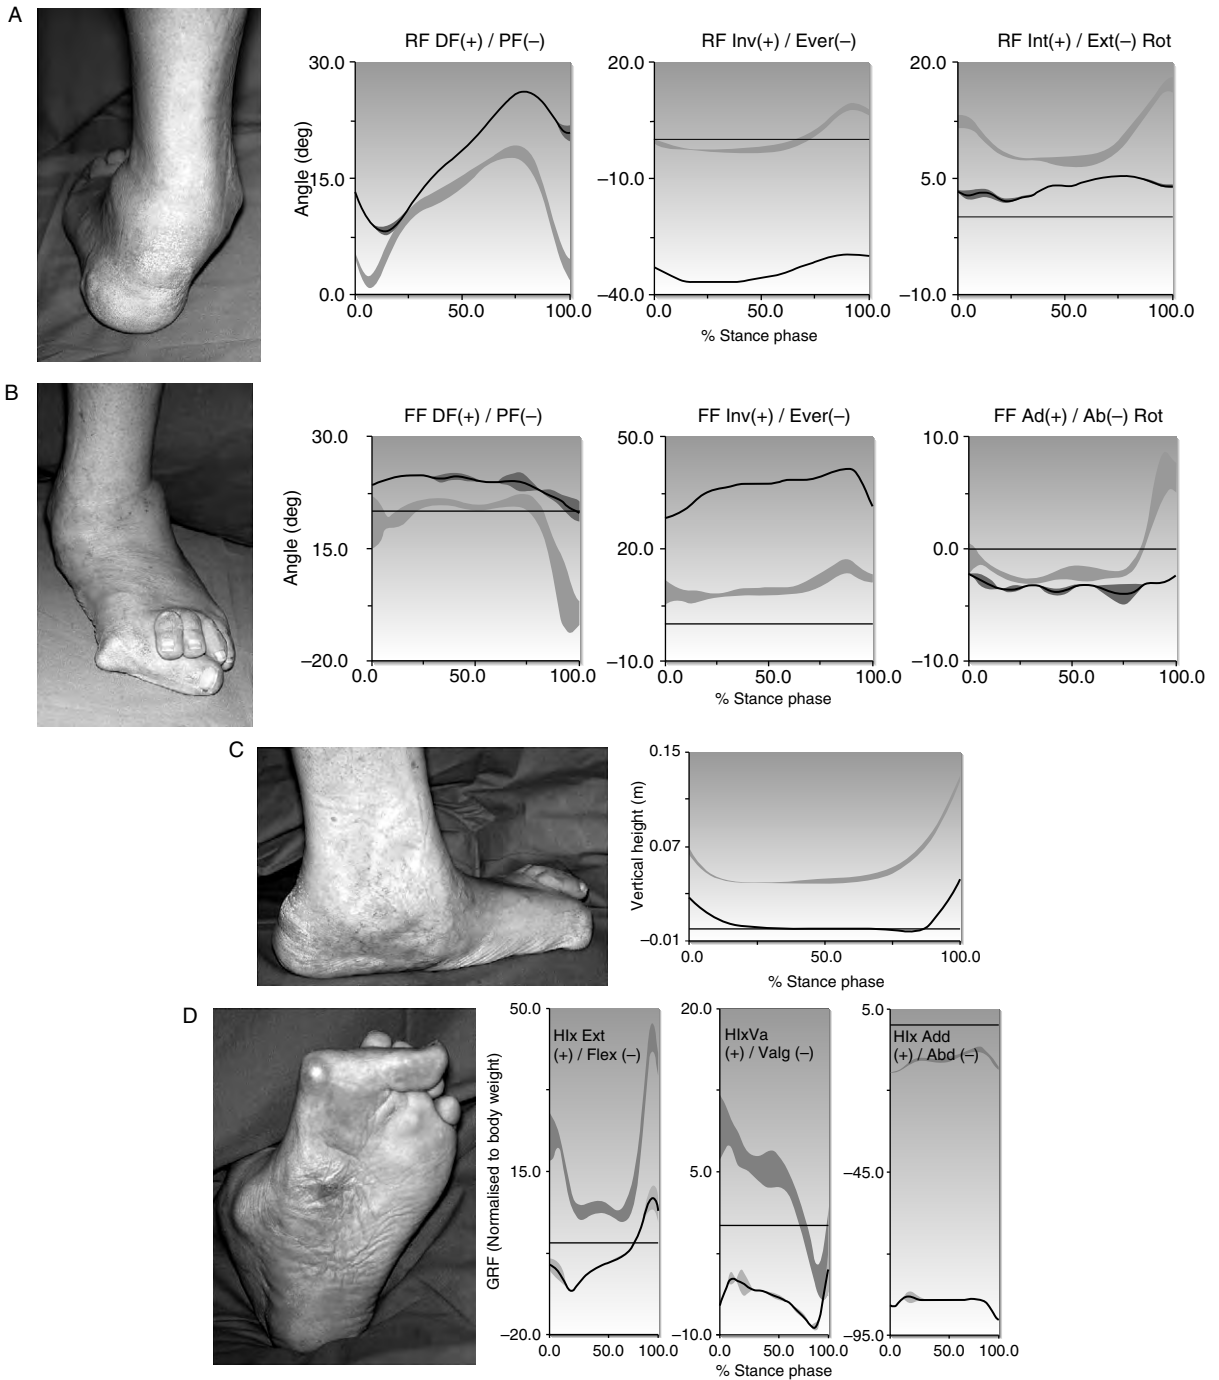 A
RF DF(+) / PF(–)
RF Inv(+) / Ever(–)
RF Int(+) / Ext(–) Rot
30.0
15.0
0.0
Angle (deg)
0.0 50.0 100.0
20.0
–10.0
–40.0
0.0 50.0 100.0
% Stance phase
20.0
5.0
–10.0
0.0 50.0 100.0
B
FF DF(+) / PF(–)
FF Inv(+) / Ever(–)
FF Ad(+) / Ab(–) Rot
30.0
15.0
–20.0
Angle (deg)
0.0 50.0 100.0
50.0
20.0
–10.0
0.0 50.0 100.0
% Stance phase
10.0
0.0
–10.0
0.0 50.0 100.0
C
0.15
0.07
–0.01
Vertical height (m)
0.0 50.0 100.0
% Stance phase
D
50.0
15.0
–20.0
GRF (Normalised to body weight)
Hlx Ext
(+) / Flex (–)
0.0 50.0 100.0
20.0
5.0
–10.0
HlxVa
(+) / Valg (–)
0.0 50.0 100.0
% Stance phase
5.0
–45.0
–95.0
Hlx Add
(+) / Abd (–)
0.0 50.0 100.0